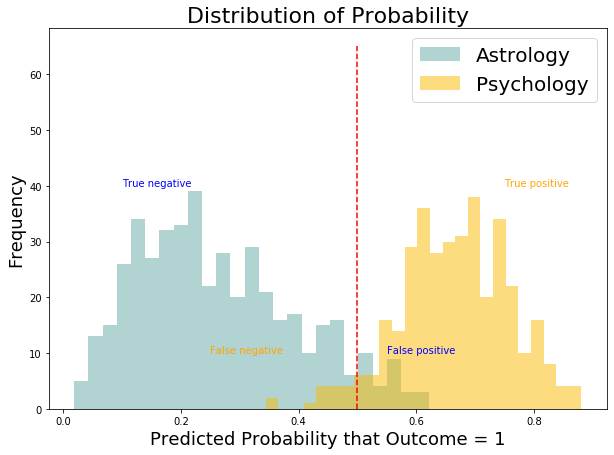 Distribution of Probability
Astrology
Psychology
True negative
True positive
False negative
False positive
Frequency
60
50
40
30
20
10
0
0.0 0.2 0.4 0.6 0.8
Predicted Probability that Outcome = 1